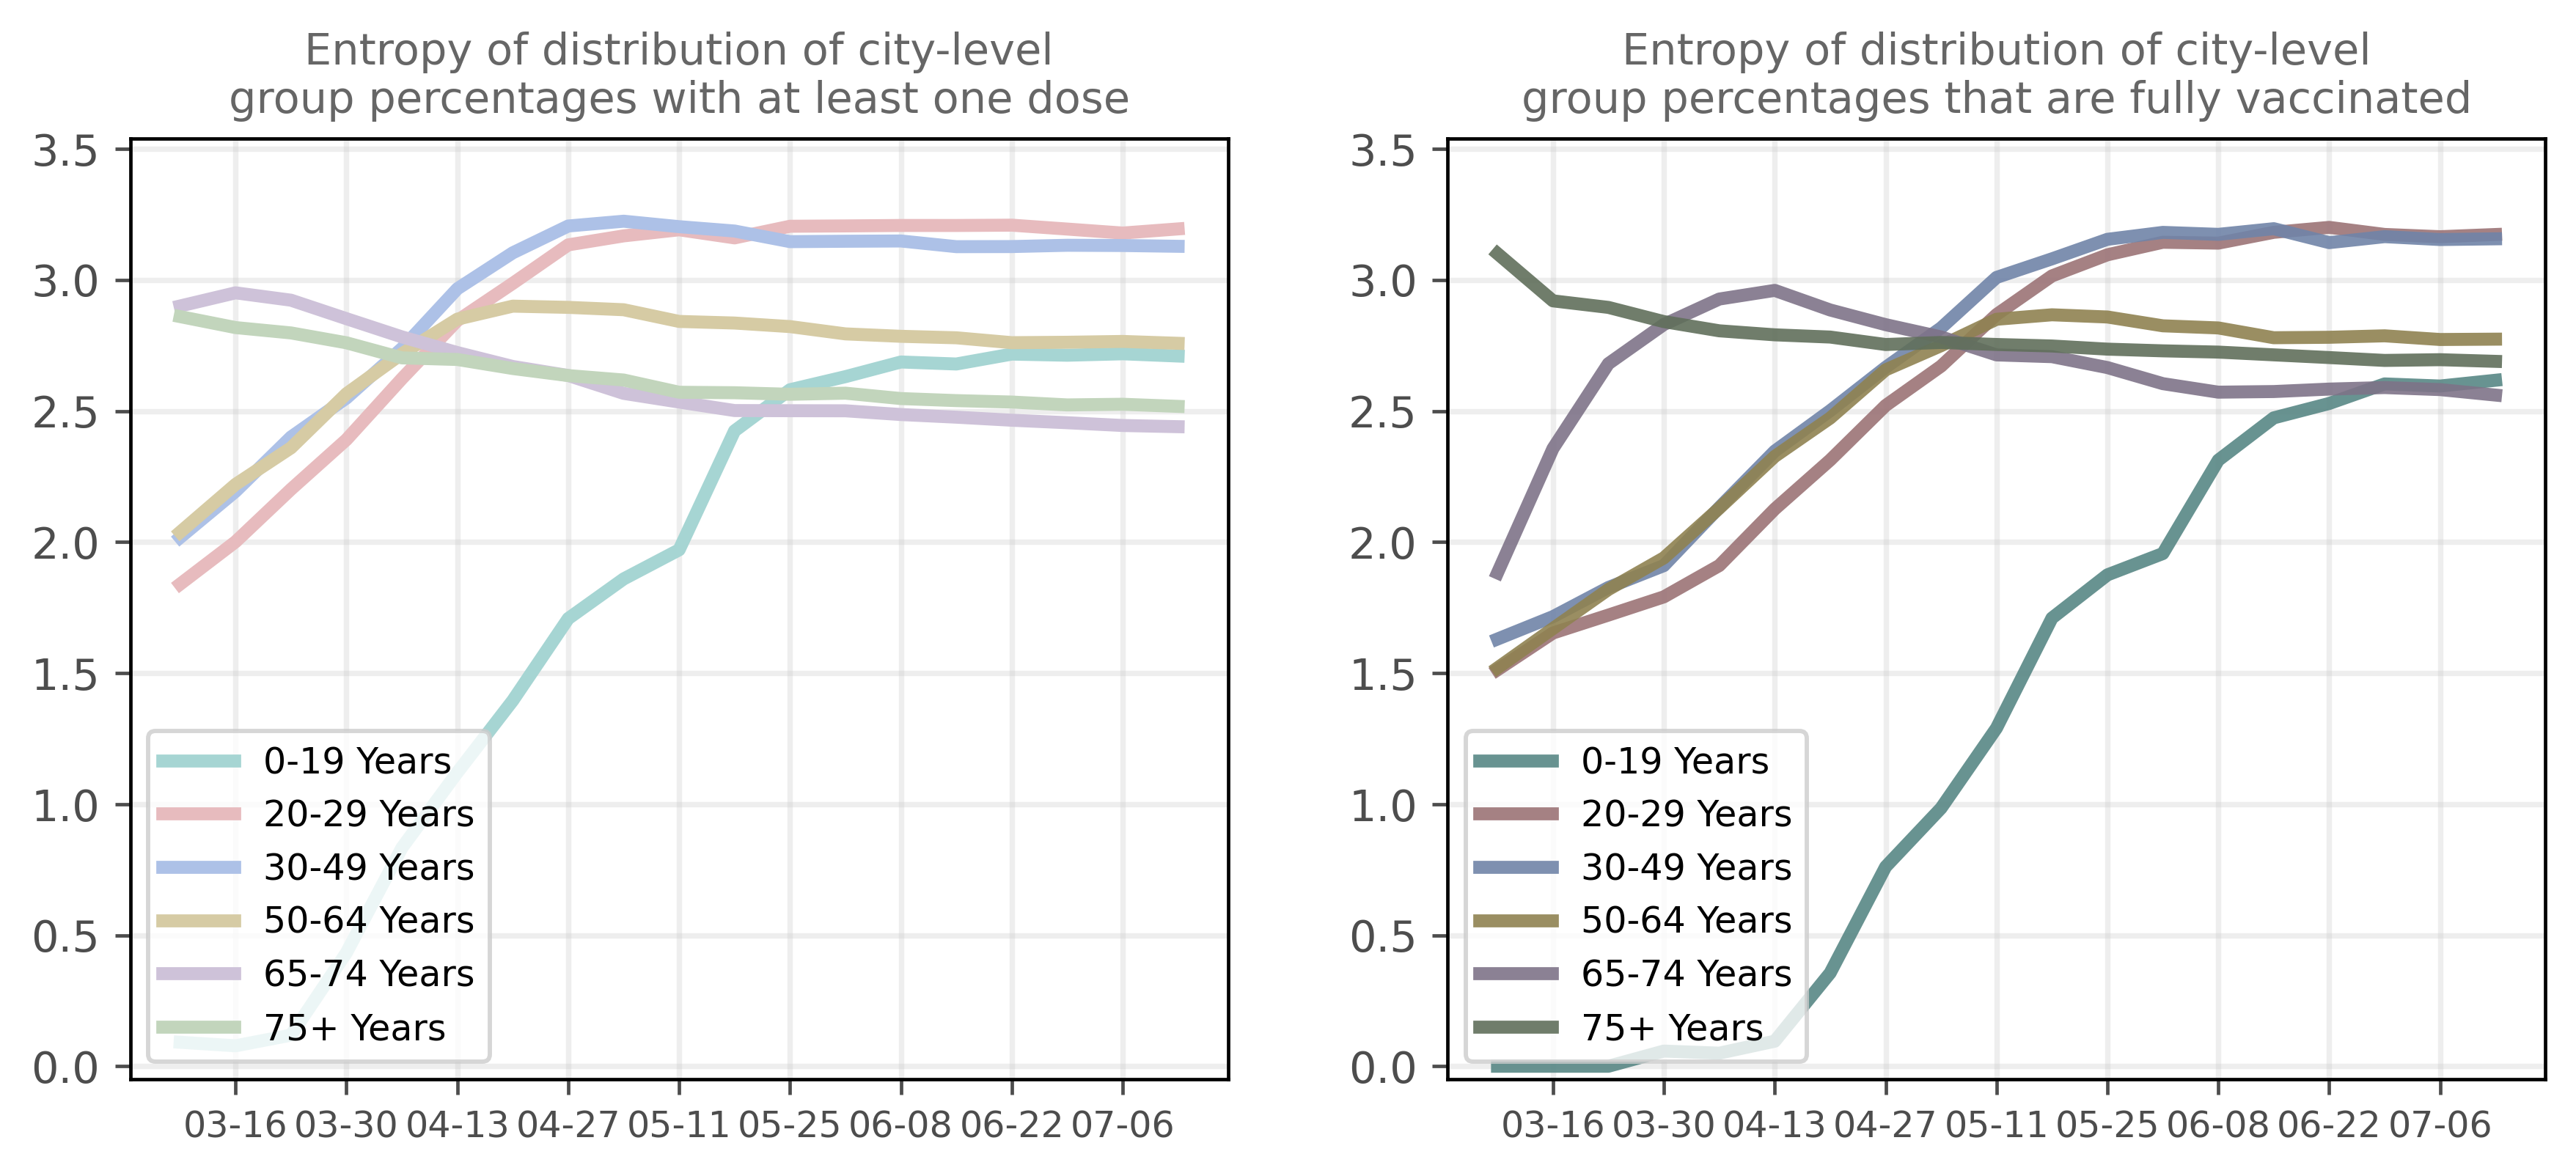 Entropy of distribution of city-level
group percentages with at least one dose
3.5
3.0
2.5
2.0
1.5
1.0
0.5
0.0
0-19 Years
20-29 Years
30-49 Years
50-64 Years
65-74 Years
75+ Years
03-16 03-30 04-13 04-27 05-11 05-25 06-08 06-22 07-06
Entropy of distribution of city-level
group percentages that are fully vaccinated
3.5
3.0
2.5
2.0
1.5
1.0
0.5
0.0
0-19 Years
20-29 Years
30-49 Years
50-64 Years
65-74 Years
75+ Years
03-16 03-30 04-13 04-27 05-11 05-25 06-08 06-22 07-06